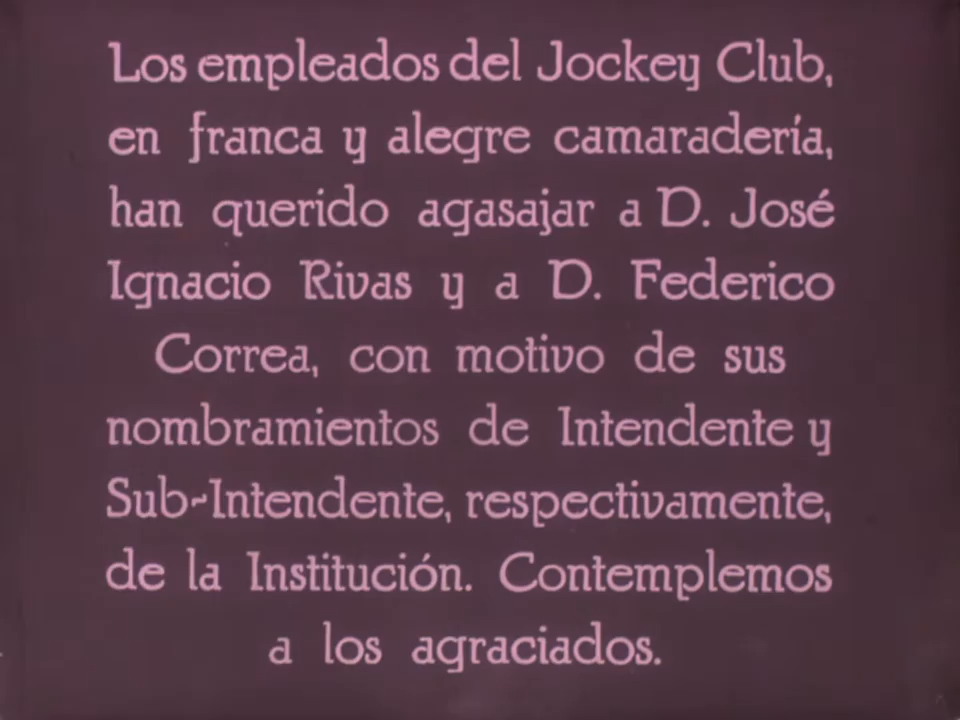 Los empleados del Jockey Club,
en franca y alegre camaradería,
han querido agasajar a D. José
Ignacio Rivas y a D. Federico
Correa, con motivo de sus
nombramientos de Intendente y
Sub-Intendente, respectivamente,
de la Institución. Contemplemos
a los agraciados.